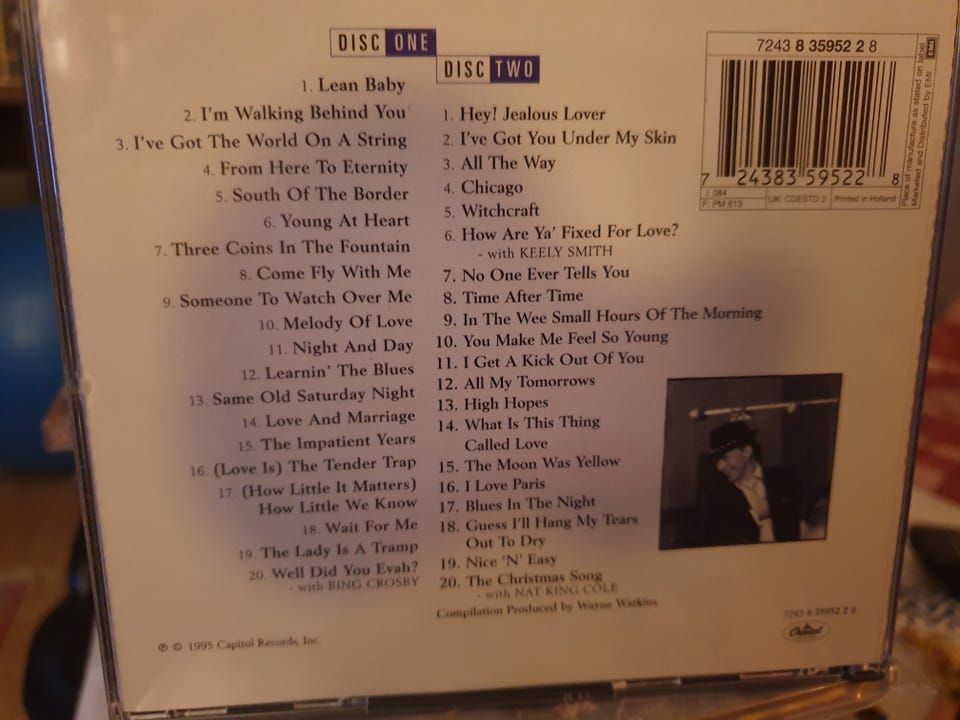 DISC ONE
1. Lean Baby
2. I'm Walking Behind You
3. I've Got The World On A String
4. From Here To Eternity
5. South Of The Border
6. Young At Heart
7. Three Coins In The Fountain
8. Come Fly With Me
9. Someone To Watch Over Me
10. Melody Of Love
11. Night And Day
12. Learnin' The Blues
13. Same Old Saturday Night
14. Love And Marriage
15. The Impatient Years
16. (Love Is) The Tender Trap
17. (How Little It Matters)
How Little We Know
18. Wait For Me
19. The Lady Is A Tramp
20. Well Did You Evah?
- with BING CROSBY
DISC TWO
1. Hey! Jealous Lover
2. I've Got You Under My Skin
3. All The Way
4. Chicago
5. Witchcraft
6. How Are Ya' Fixed For Love?
- with KEELY SMITH
7. No One Ever Tells You
8. Time After Time
9. In The Wee Small Hours Of The Morning
10. You Make Me Feel So Young
11. I Get A Kick Out Of You
12. All My Tomorrows
13. High Hopes
14. What Is This Thing
Called Love
15. The Moon Was Yellow
16. I Love Paris
17. Blues In The Night
18. Guess I'll Hang My Tears
Out To Dry
19. Nice 'N' Easy
20. The Christmas Song
- with NAT KING COLE
Compilation Produced by Wayne Watkins
7243 8 35952 2 8
7 24383 59522 8
F: PM 613
UK: CDESTD 2
Printed in Holland
Place of manufacture as stated on label
Marketed and Distributed by EMI
EMI
℗ © 1995 Capitol Records, Inc.
7243 8 35952 2 8
Capitol